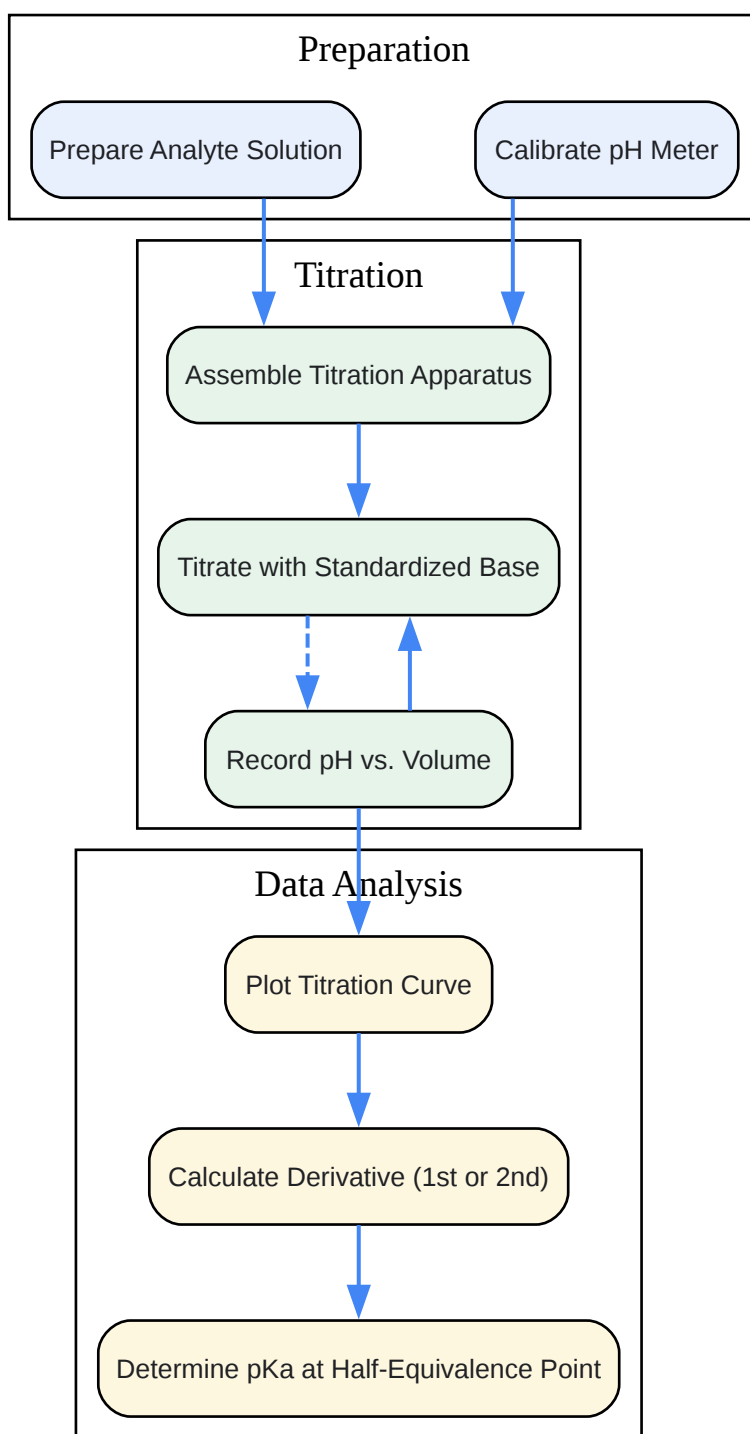 Preparation
Prepare Analyte Solution
Calibrate pH Meter
Titration
Assemble Titration Apparatus
Titrate with Standardized Base
Record pH vs. Volume
Data Analysis
Plot Titration Curve
Calculate Derivative (1st or 2nd)
Determine pKa at Half-Equivalence Point